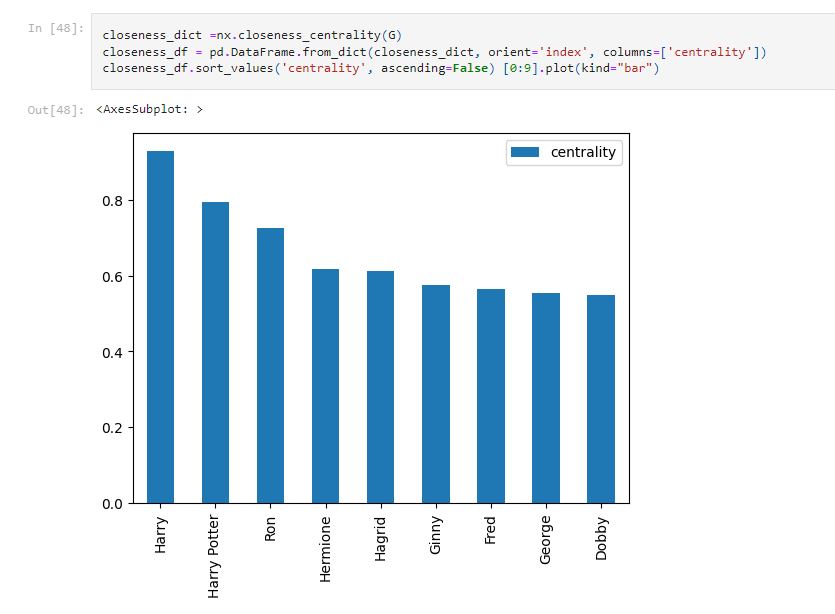 In [48]:
closeness_dict =nx.closeness_centrality(G)
closeness_df = pd.DataFrame.from_dict(closeness_dict, orient='index', columns=['centrality'])
closeness_df.sort_values('centrality', ascending=False) [0:9].plot(kind="bar")
Out[48]: <AxesSubplot: >
centrality
0.8
0.6
0.4
0.2
0.0
Harry
Harry Potter
Ron
Hermione
Hagrid
Ginny
Fred
George
Dobby